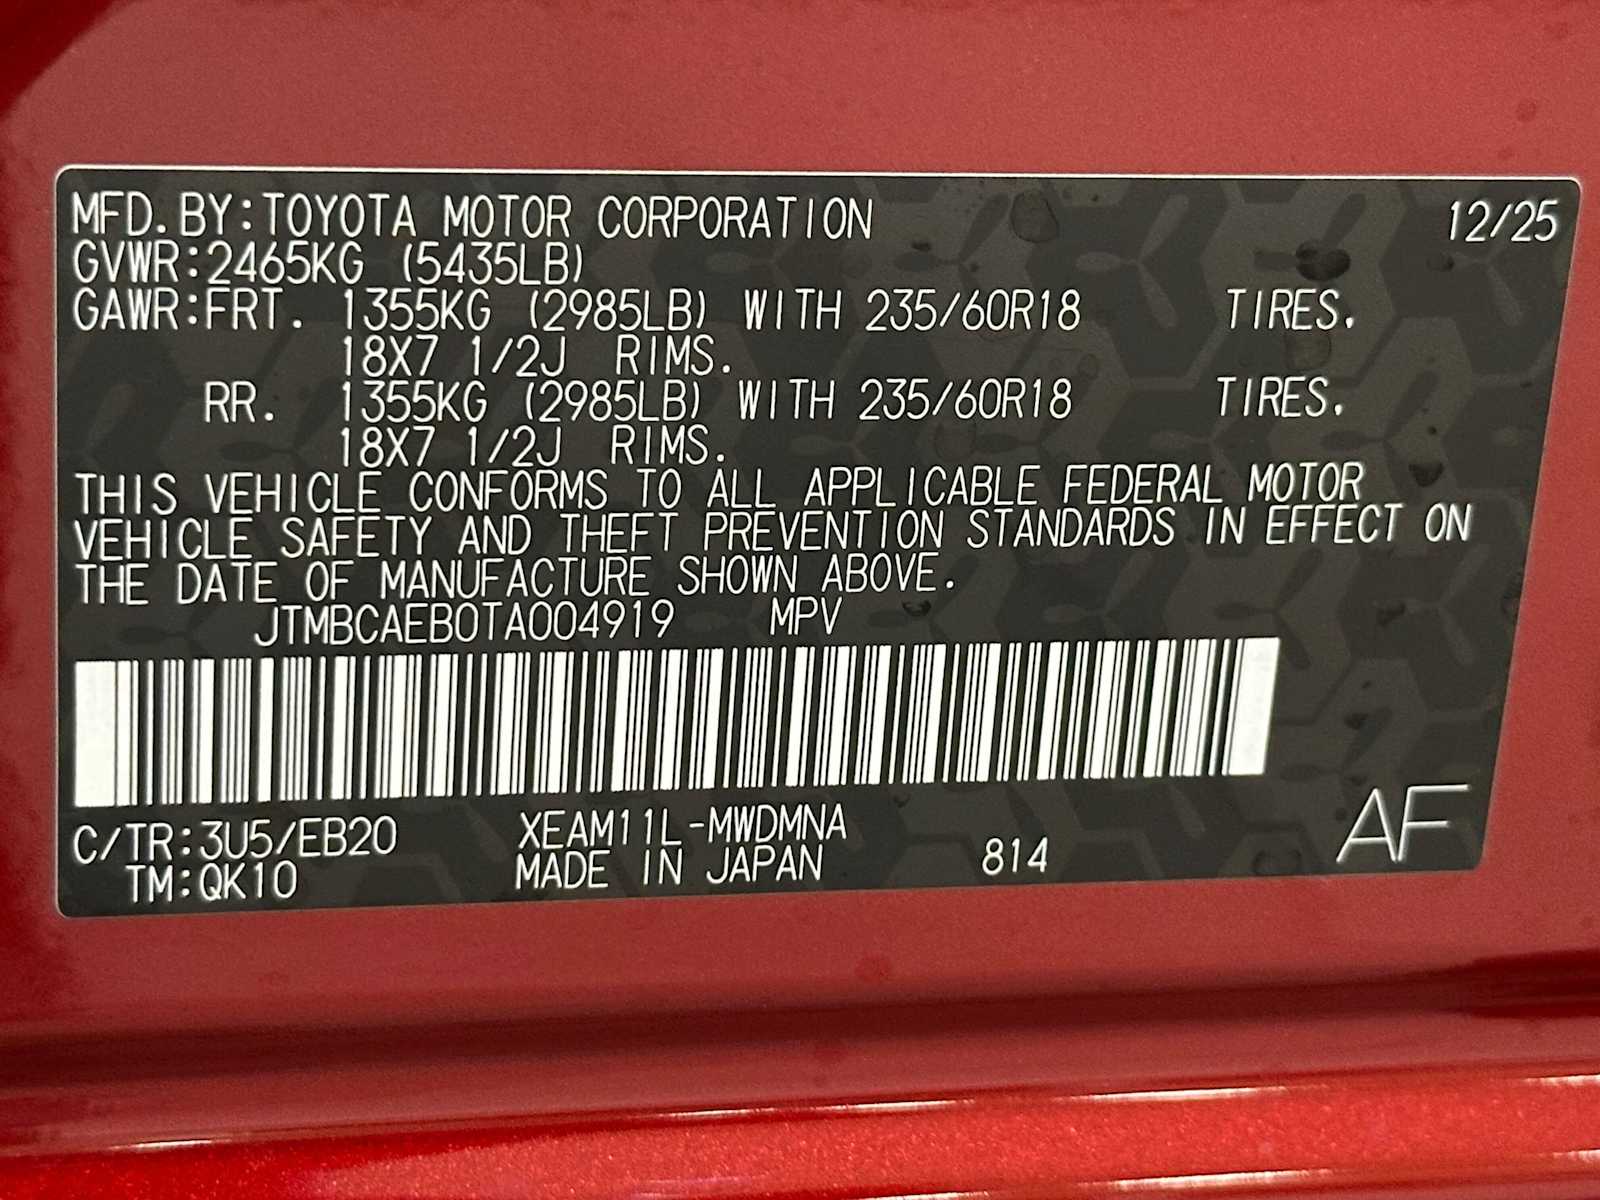 MFD.BY:TOYOTA MOTOR CORPORATION 12/25
GVWR:2465KG (5435LB)
GAWR:FRT. 1355KG (2985LB) WITH 235/60R18 TIRES.
18X7 1/2J RIMS.
RR. 1355KG (2985LB) WITH 235/60R18 TIRES.
18X7 1/2J RIMS.
THIS VEHICLE CONFORMS TO ALL APPLICABLE FEDERAL MOTOR
VEHICLE SAFETY AND THEFT PREVENTION STANDARDS IN EFFECT ON
THE DATE OF MANUFACTURE SHOWN ABOVE.
JTMBCAEB0TA004919 MPV
C/TR:3U5/EB20 XEAM11L-MWDMNA
TM:QK10 MADE IN JAPAN 814 AF